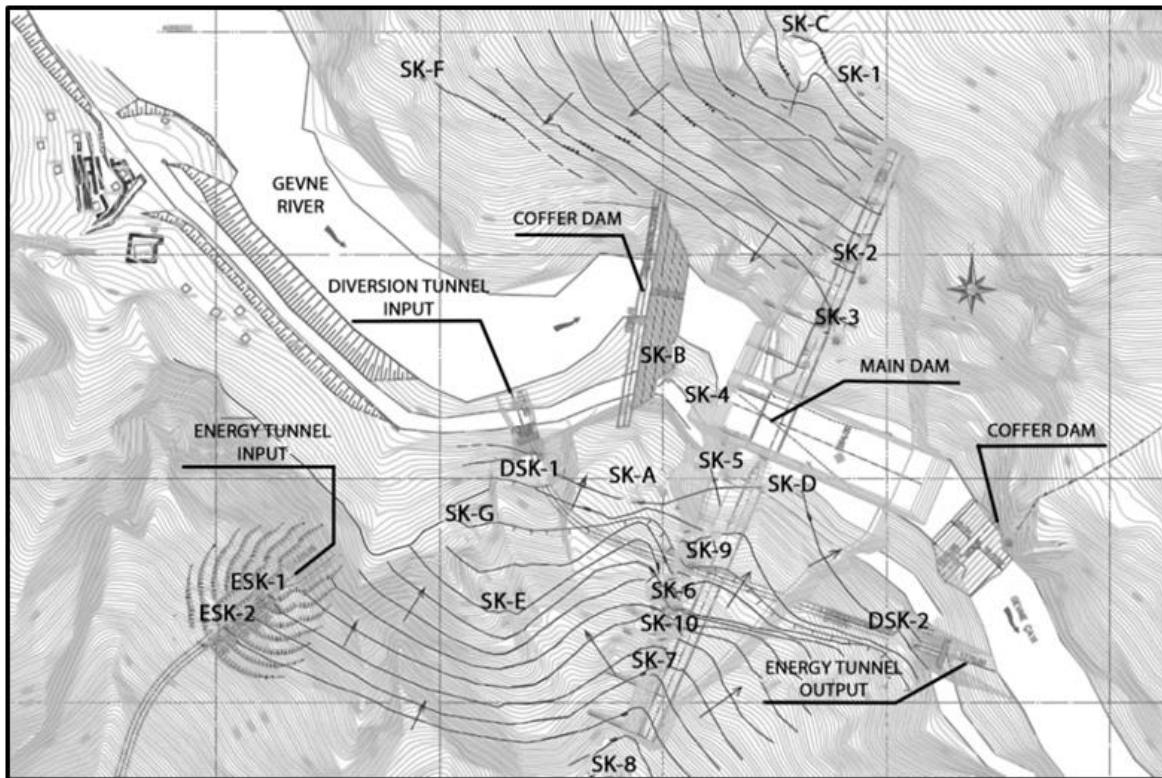 SK-C
SK-F
SK-1
GEVNE
RIVER
COFFER DAM
SK-2
DIVERSION TUNNEL
INPUT
SK-3
SK-B
MAIN DAM
SK-4
ENERGY TUNNEL
INPUT
COFFER DAM
DSK-1
SK-A
SK-5
SK-D
SK-G
SK-9
ESK-1
SK-E
SK-6
ESK-2
SK-10
DSK-2
SK-7
ENERGY TUNNEL
OUTPUT
SK-8